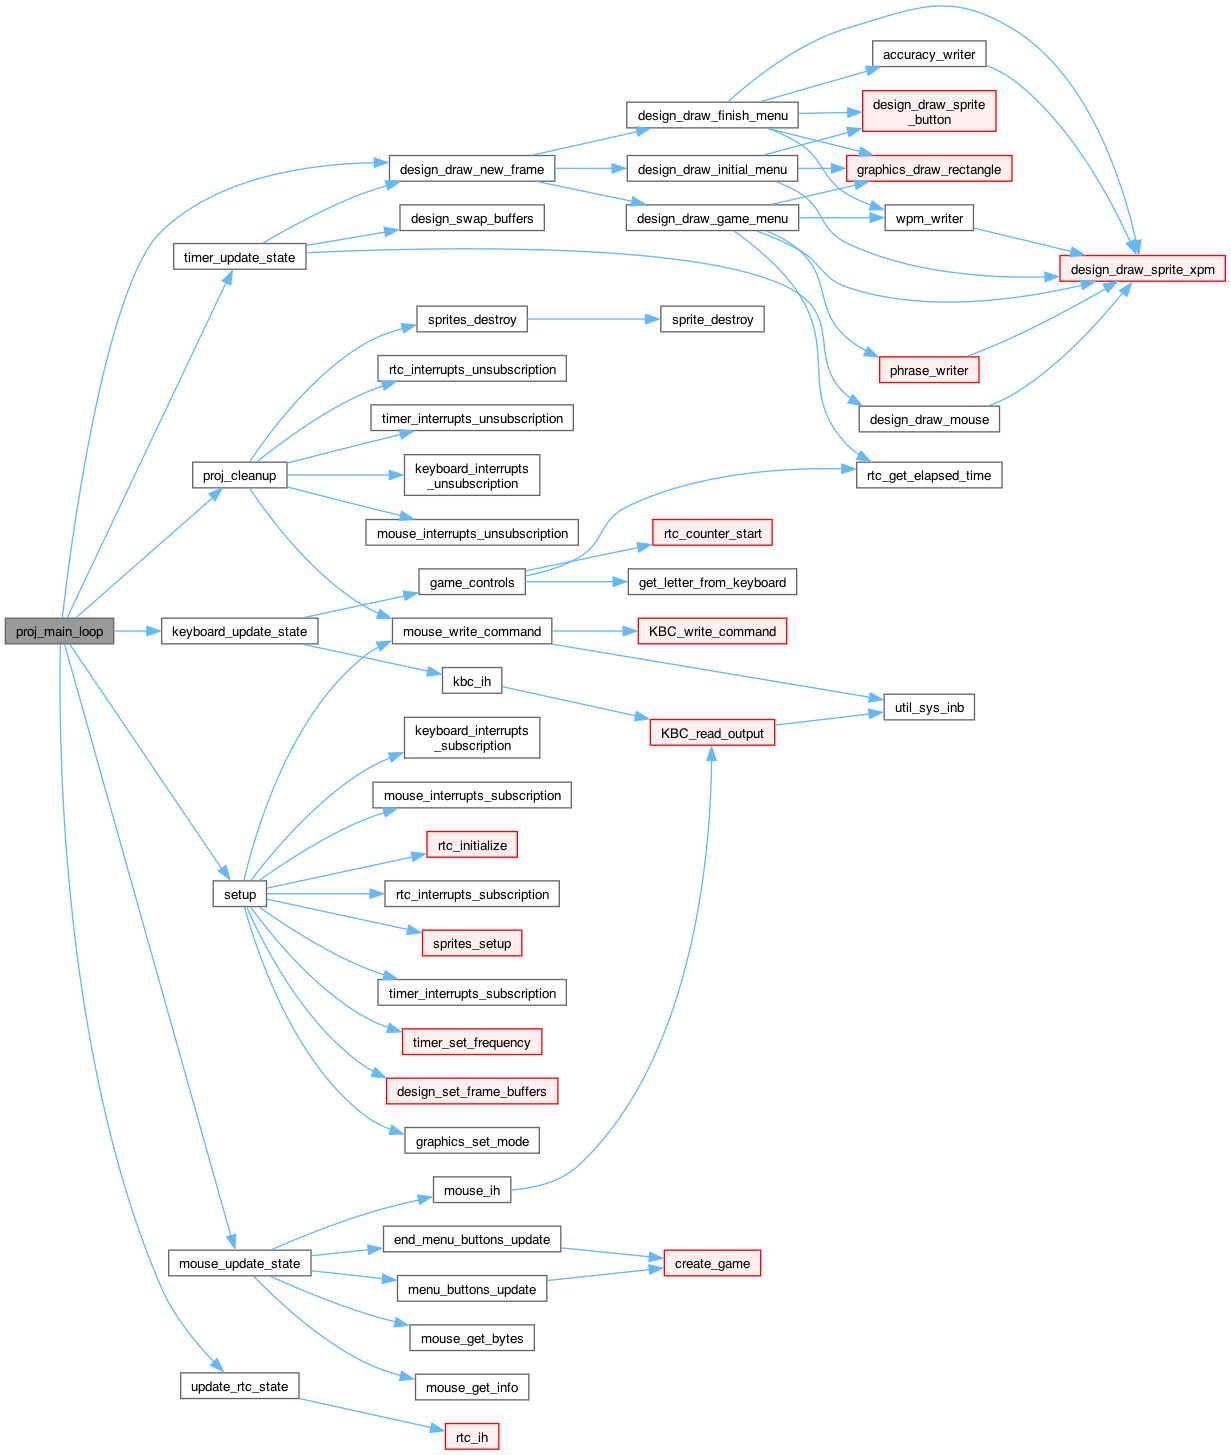 accuracy_writer
design_draw_sprite
_button
design_draw_finish_menu
design_draw_new_frame
design_draw_initial_menu
graphics_draw_rectangle
design_swap_buffers
design_draw_game_menu
wpm_writer
timer_update_state
design_draw_sprite_xpm
sprites_destroy
sprite_destroy
rtc_interrupts_unsubscription
phrase_writer
timer_interrupts_unsubscription
design_draw_mouse
proj_cleanup
keyboard_interrupts
_unsubscription
rtc_get_elapsed_time
mouse_interrupts_unsubscription
rtc_counter_start
game_controls
get_letter_from_keyboard
proj_main_loop
keyboard_update_state
mouse_write_command
KBC_write_command
kbc_ih
util_sys_inb
keyboard_interrupts
_subscription
KBC_read_output
mouse_interrupts_subscription
rtc_initialize
setup
rtc_interrupts_subscription
sprites_setup
timer_interrupts_subscription
timer_set_frequency
design_set_frame_buffers
graphics_set_mode
mouse_ih
end_menu_buttons_update
mouse_update_state
create_game
menu_buttons_update
mouse_get_bytes
update_rtc_state
mouse_get_info
rtc_ih